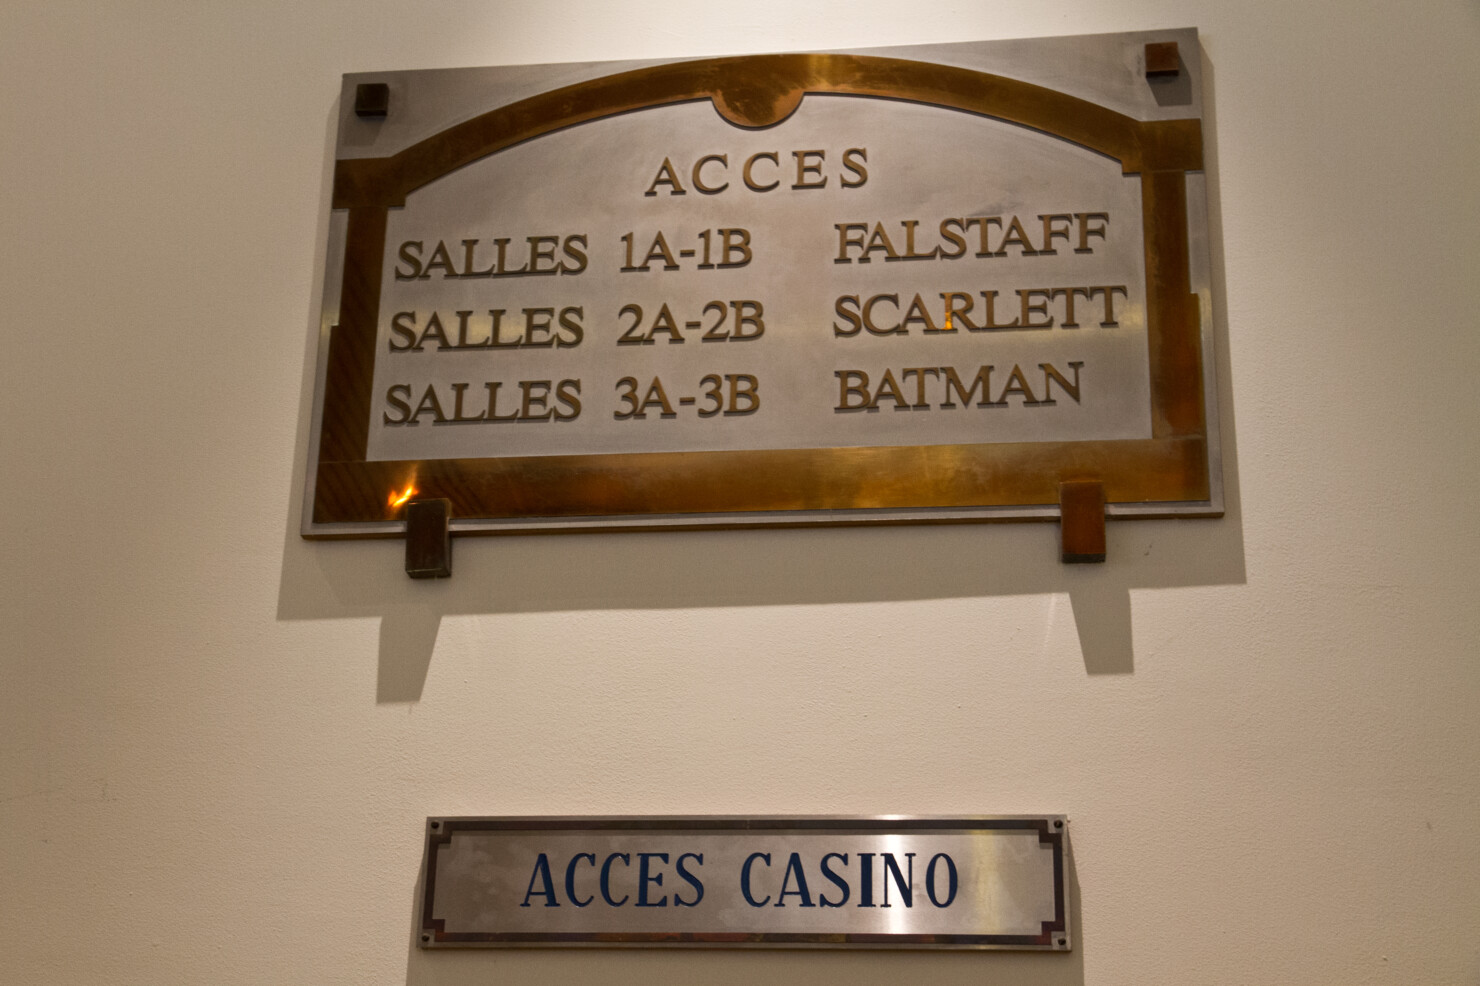 ACCES
SALLES 1A-1B FALSTAFF
SALLES 2A-2B SCARLETT
SALLES 3A-3B BATMAN
ACCES CASINO